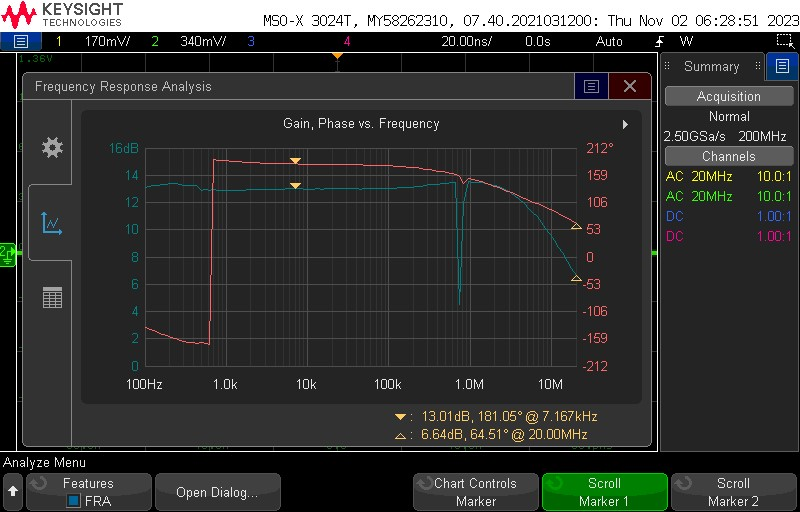 KEYSIGHT
TECHNOLOGIES
MSO-X 3024T, MY58262310, 07.40.2021031200: Thu Nov 02 06:28:51 2023
1 170mV/ 2 340mV/ 3 4 20.00ns/ 0.0s Auto W
1.36V
Frequency Response Analysis
Summary
Acquisition
Normal
2.50GSa/s 200MHz
Channels
AC 20MHz 10.0:1
AC 20MHz 10.0:1
DC 1.00:1
DC 1.00:1
Gain, Phase vs. Frequency
16dB 212°
14 159
12 106
10 53
8 0
6 -53
4 -106
2 -159
0 -212
100Hz 1.0k 10k 100k 1.0M 10M
2
: 13.01dB, 181.05° @ 7.167kHz
: 6.64dB, 64.51° @ 20.00MHz
Analyze Menu
Features
FRA
Open Dialog...
Chart Controls
Marker
Scroll
Marker 1
Scroll
Marker 2